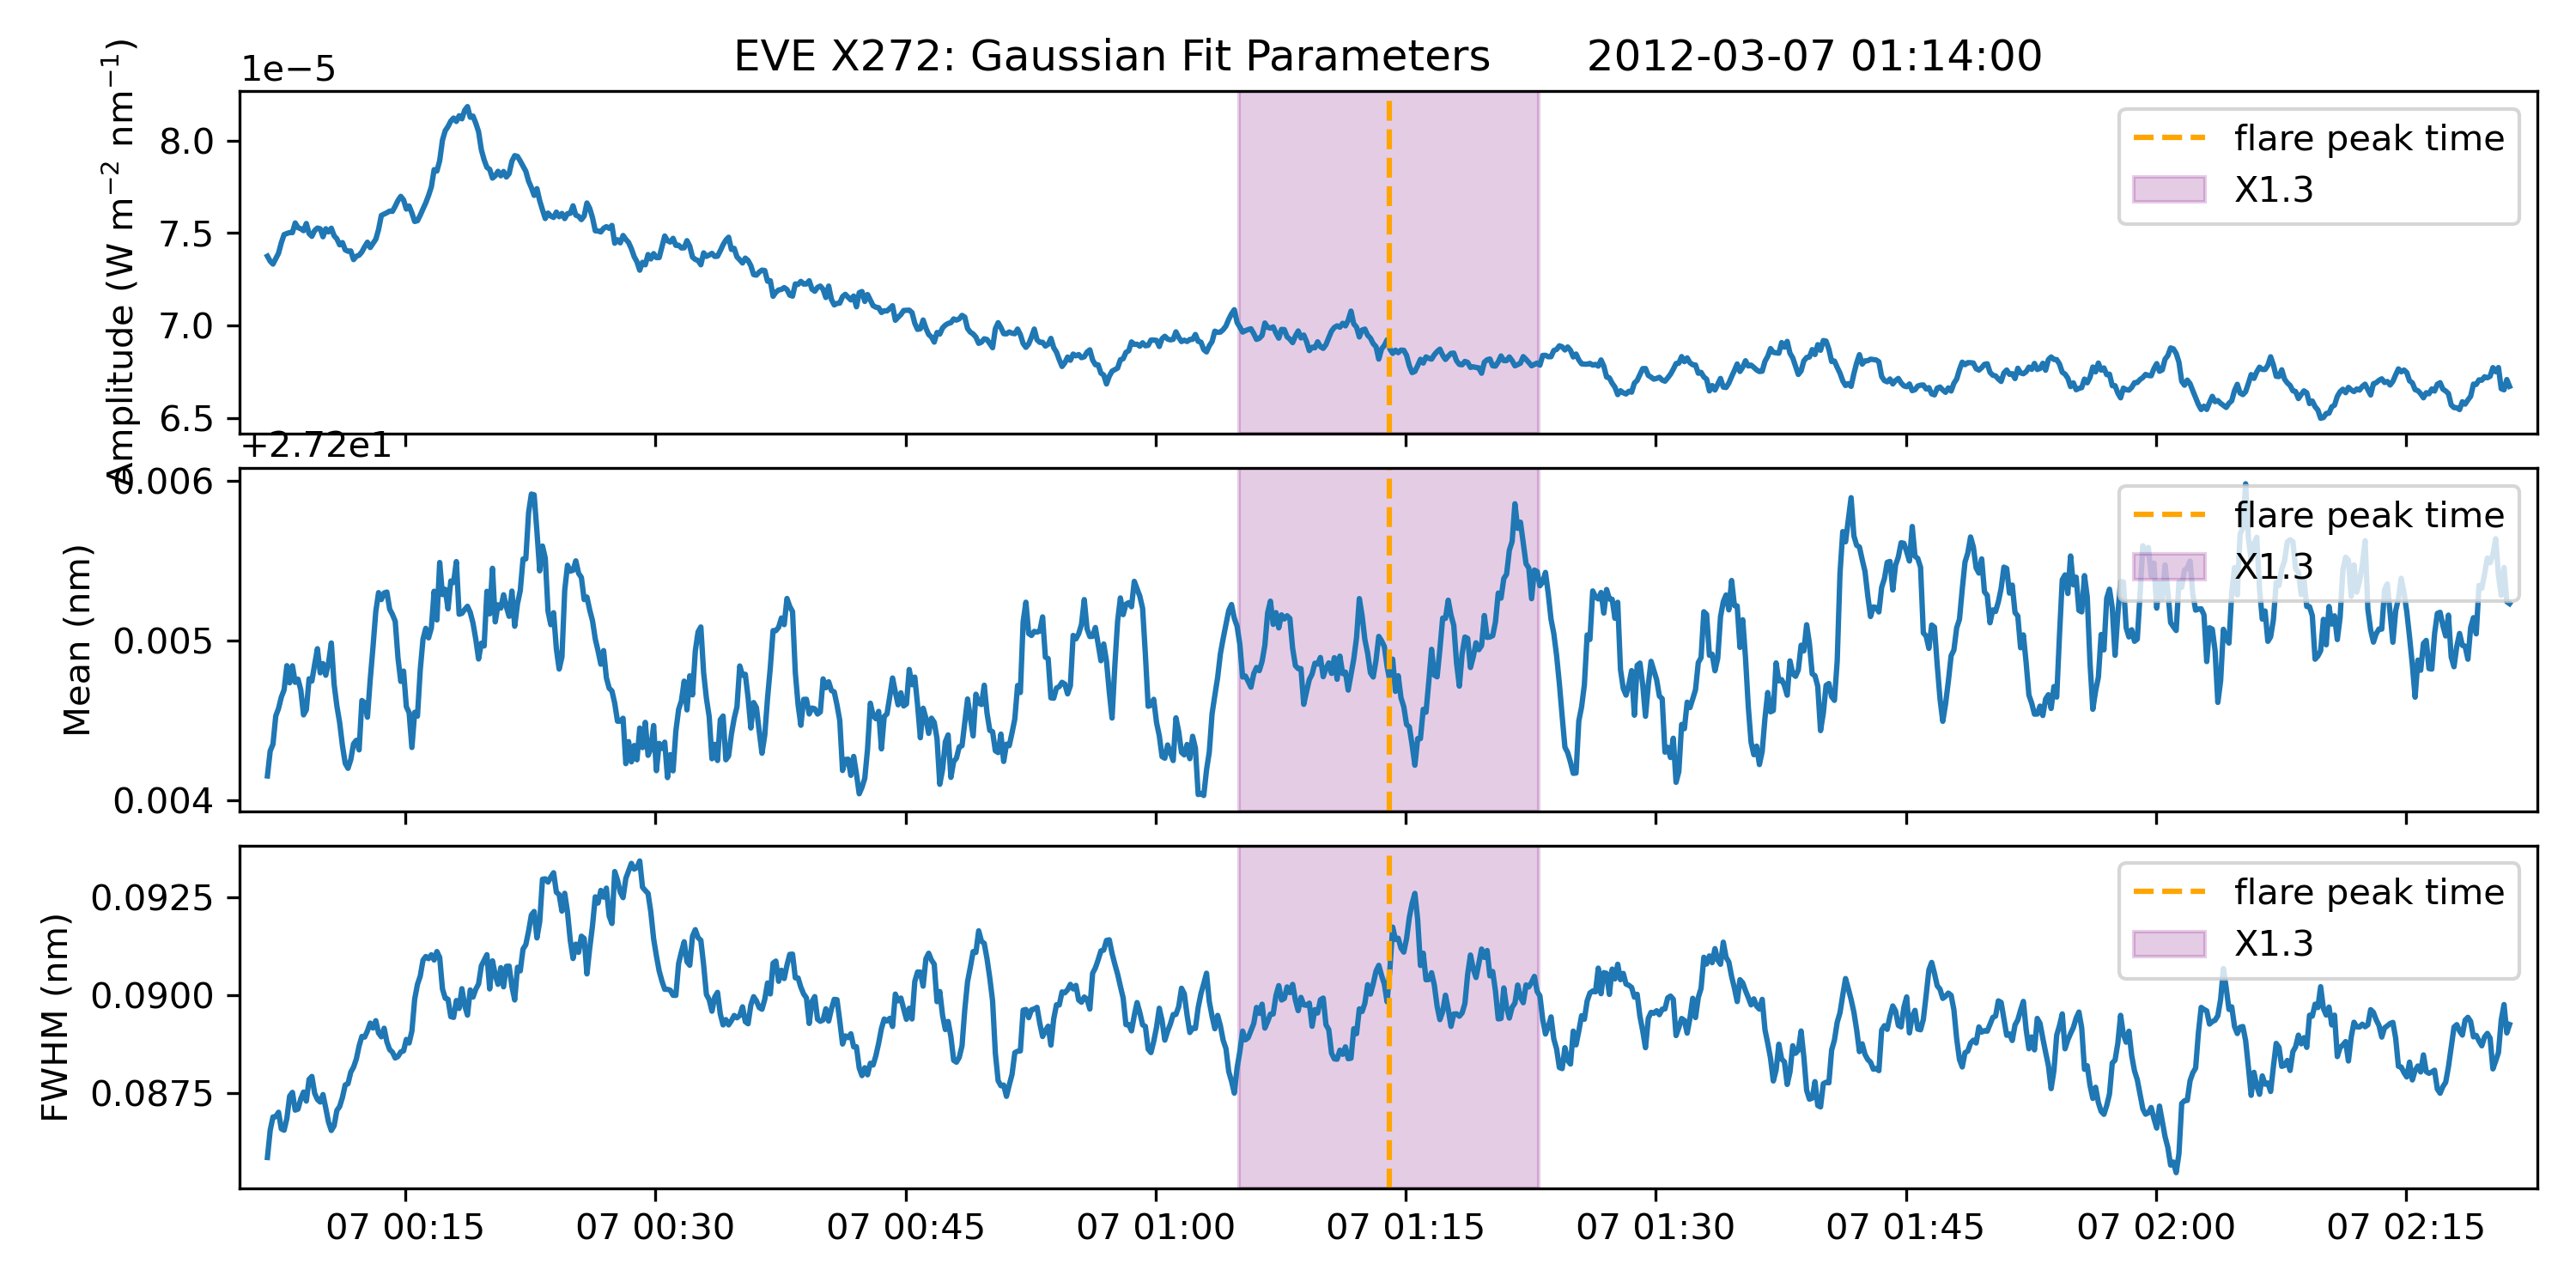 EVE X272: Gaussian Fit Parameters 2012-03-07 01:14:00
1e−5
Amplitude (W m⁻² nm⁻¹)
8.0
7.5
7.0
6.5
flare peak time
X1.3
+2.72e1
Mean (nm)
0.006
0.005
0.004
flare peak time
X1.3
FWHM (nm)
0.0925
0.0900
0.0875
flare peak time
X1.3
07 00:15 07 00:30 07 00:45 07 01:00 07 01:15 07 01:30 07 01:45 07 02:00 07 02:15